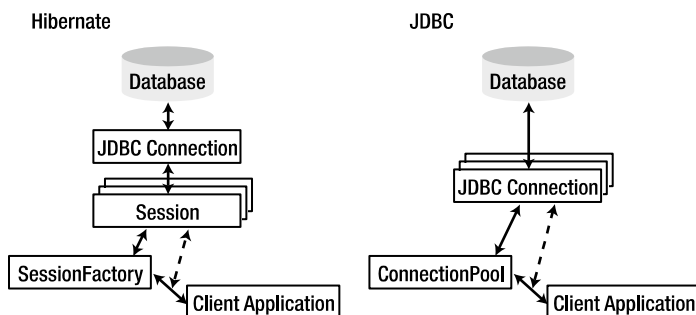 Hibernate
Database
JDBC Connection
Session
SessionFactory
Client Application
JDBC
Database
JDBC Connection
ConnectionPool
Client Application